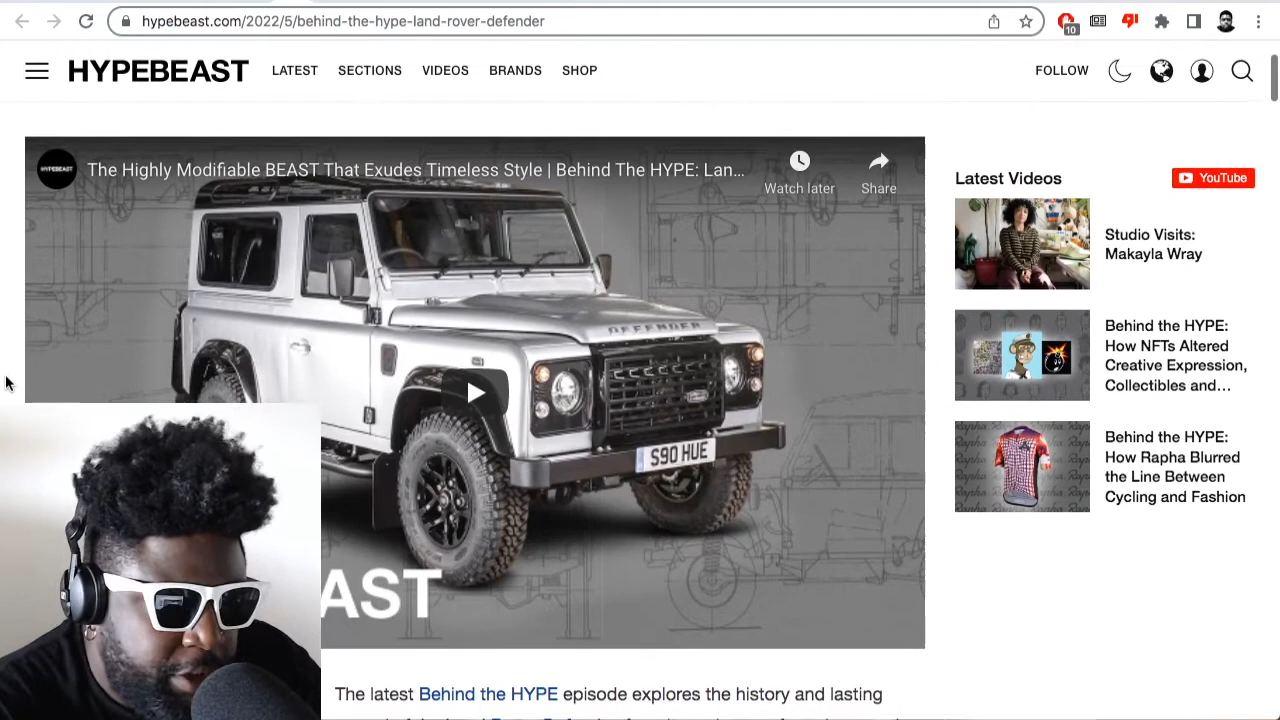 hypebeast.com/2022/5/behind-the-hype-land-rover-defender
10
HYPEBEAST
LATEST
SECTIONS
VIDEOS
BRANDS
SHOP
FOLLOW
HYPEBEAST
The Highly Modifiable BEAST That Exudes Timeless Style | Behind The HYPE: Lan...
Watch later
Share
DEFENDER
S90 HUE
AST
Latest Videos
YouTube
Studio Visits:
Makayla Wray
Behind the HYPE:
How NFTs Altered
Creative Expression,
Collectibles and...
Rapha
Behind the HYPE:
How Rapha Blurred
the Line Between
Cycling and Fashion
The latest Behind the HYPE episode explores the history and lasting